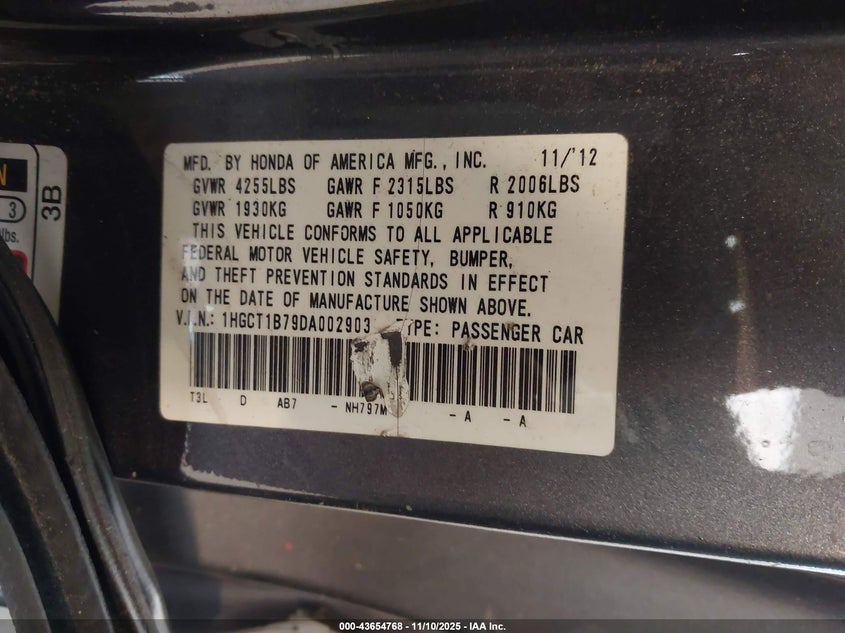 MFD. BY HONDA OF AMERICA MFG., INC. 11/'12
GVWR 4255LBS GAWR F 2315LBS R 2006LBS
GVWR 1930KG GAWR F 1050KG R 910KG
THIS VEHICLE CONFORMS TO ALL APPLICABLE
FEDERAL MOTOR VEHICLE SAFETY, BUMPER,
AND THEFT PREVENTION STANDARDS IN EFFECT
ON THE DATE OF MANUFACTURE SHOWN ABOVE.
V.I.N.: 1HGCT1B79DA002903 TYPE: PASSENGER CAR
T3L D AB7 - NH797M - A - A
N
3
lbs.
3B
000-43654768 - 11/10/2025 - IAA Inc.